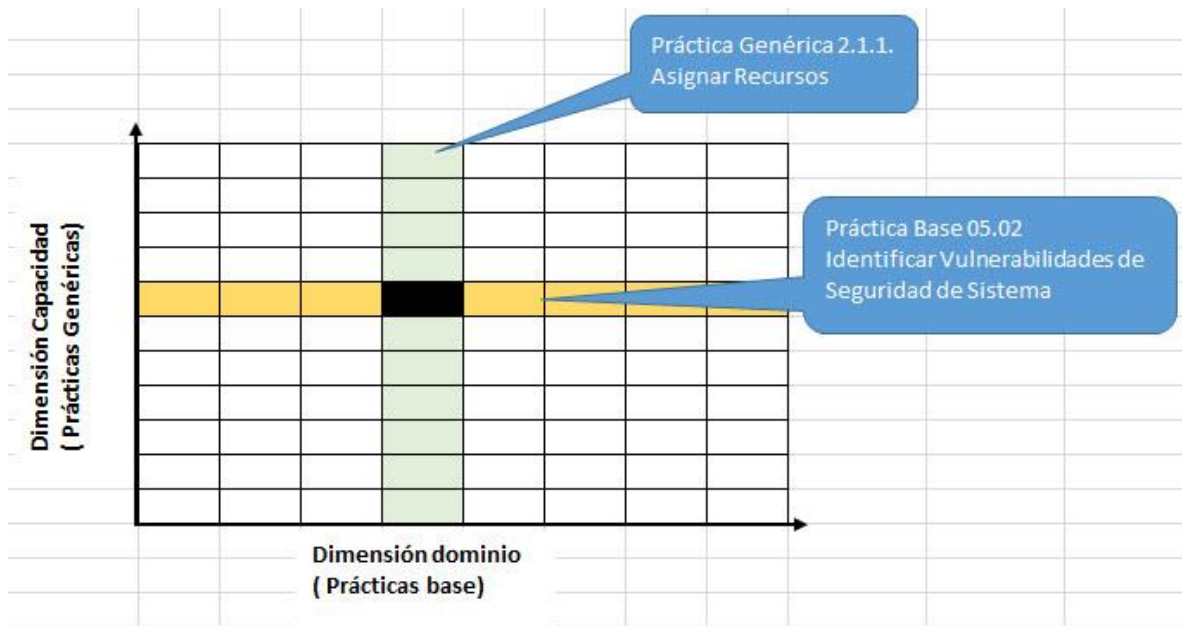 Práctica Genérica 2.1.1.
Asignar Recursos
Práctica Base 05.02
Identificar Vulnerabilidades de
Seguridad de Sistema
Dimensión Capacidad
( Prácticas Genéricas)
Dimensión dominio
( Prácticas base)